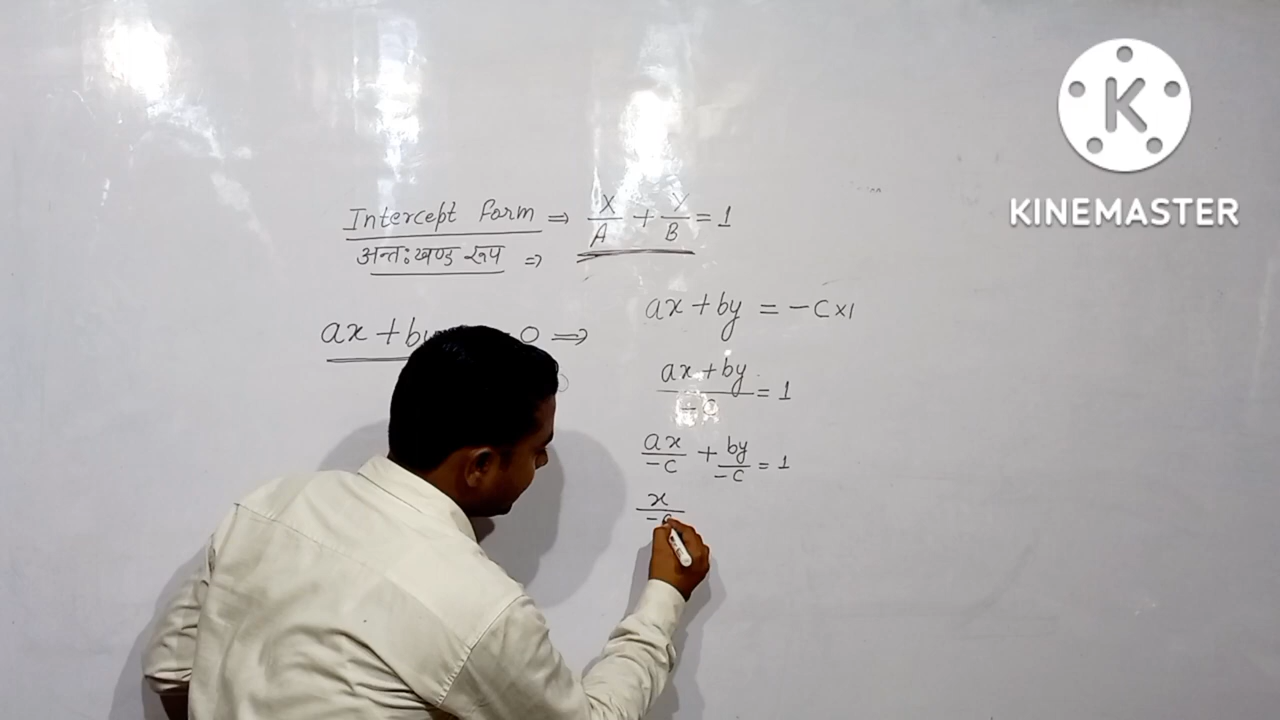 Intercept Form ⇒ X/A + Y/B = 1
अन्तःखण्ड रूप ⇒
ax + by 0 ⇒
ax + by = -C×1
(ax + by)/-C = 1
ax/-C + by/-C = 1
x/-C
KINEMASTER